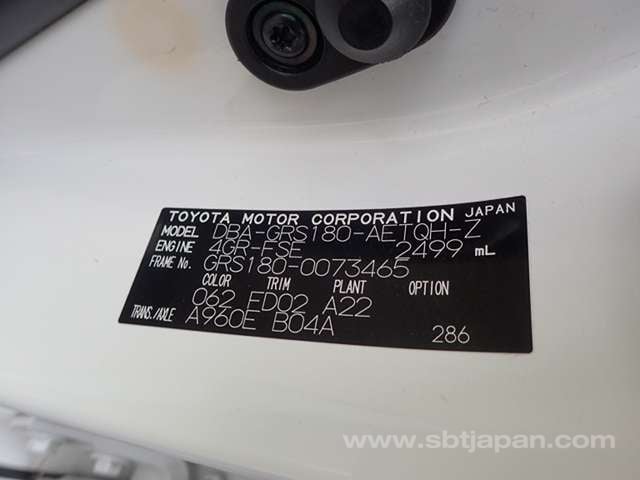 TOYOTA MOTOR CORPORATION JAPAN
MODEL DBA-GRS180-AETQH-Z
ENGINE 4GR-FSE 2499 mL
FRAME No. GRS180-0073465
COLOR TRIM PLANT OPTION
062 FD02 A22
TRANS./AXLE A960E B04A
286
www.sbtjapan.com